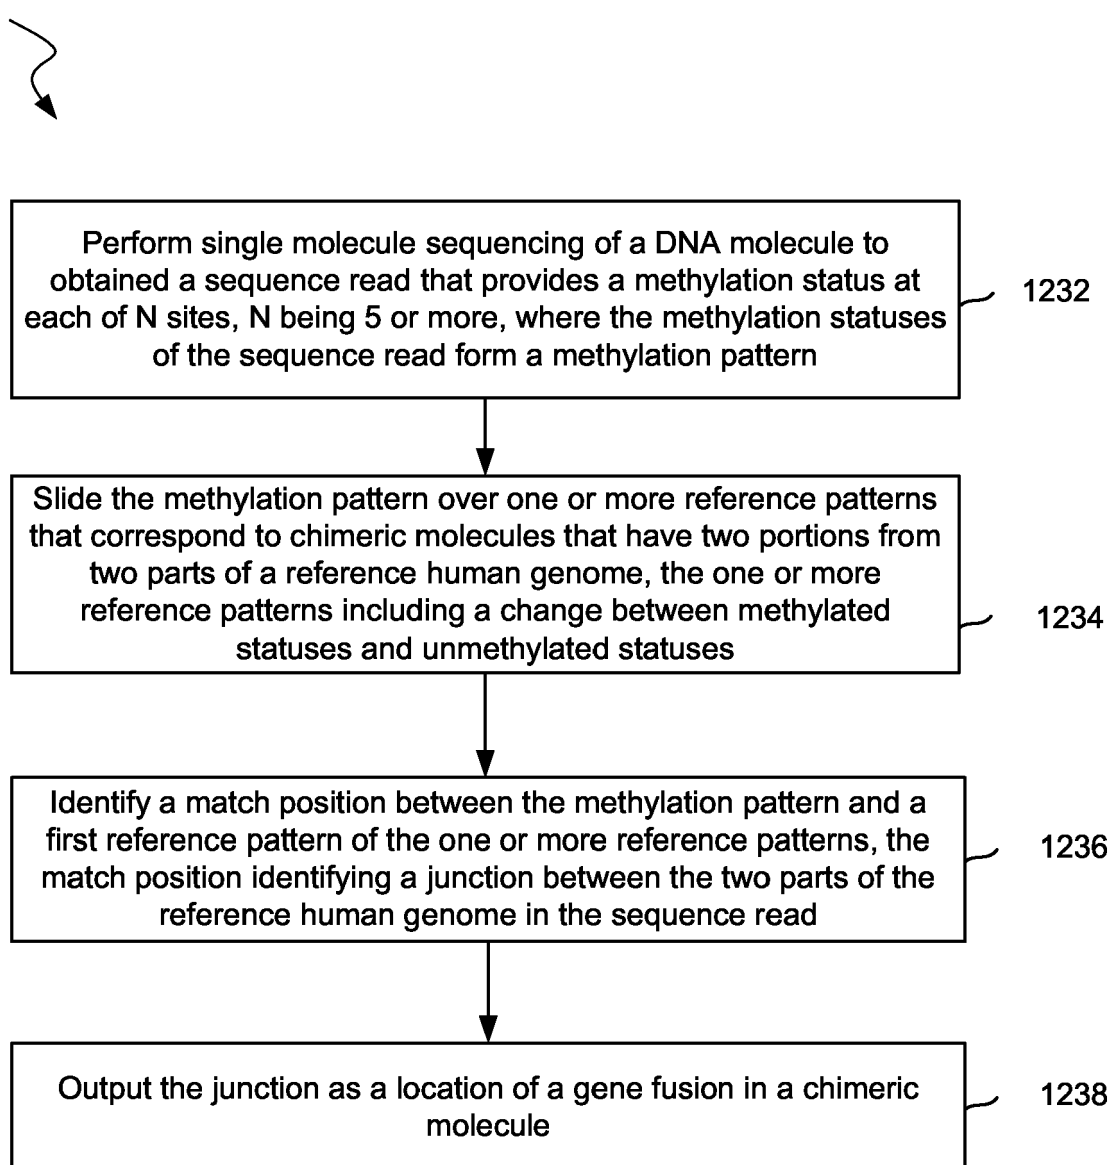 Perform single molecule sequencing of a DNA molecule to
obtained a sequence read that provides a methylation status at
each of N sites, N being 5 or more, where the methylation statuses
of the sequence read form a methylation pattern
1232
Slide the methylation pattern over one or more reference patterns
that correspond to chimeric molecules that have two portions from
two parts of a reference human genome, the one or more
reference patterns including a change between methylated
statuses and unmethylated statuses
1234
Identify a match position between the methylation pattern and a
first reference pattern of the one or more reference patterns, the
match position identifying a junction between the two parts of the
reference human genome in the sequence read
1236
Output the junction as a location of a gene fusion in a chimeric
molecule
1238